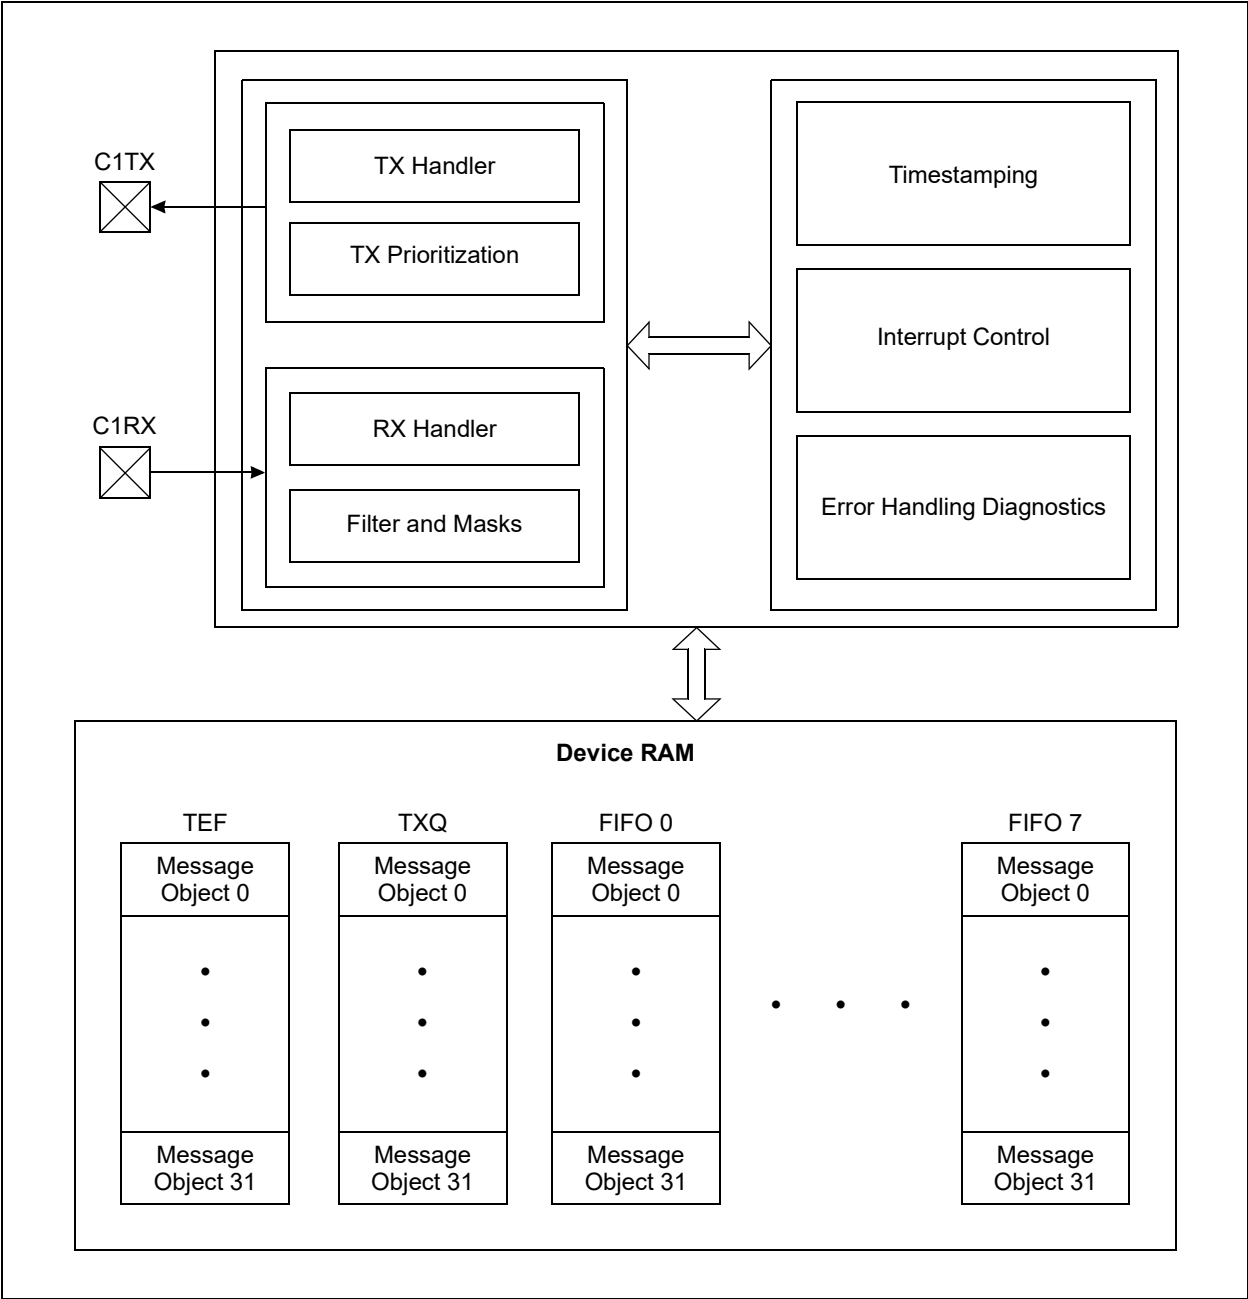 C1TX
TX Handler
TX Prioritization
C1RX
RX Handler
Filter and Masks
Timestamping
Interrupt Control
Error Handling Diagnostics
Device RAM
TEF
Message
Object 0
Message
Object 31
TXQ
Message
Object 0
Message
Object 31
FIFO 0
Message
Object 0
Message
Object 31
FIFO 7
Message
Object 0
Message
Object 31